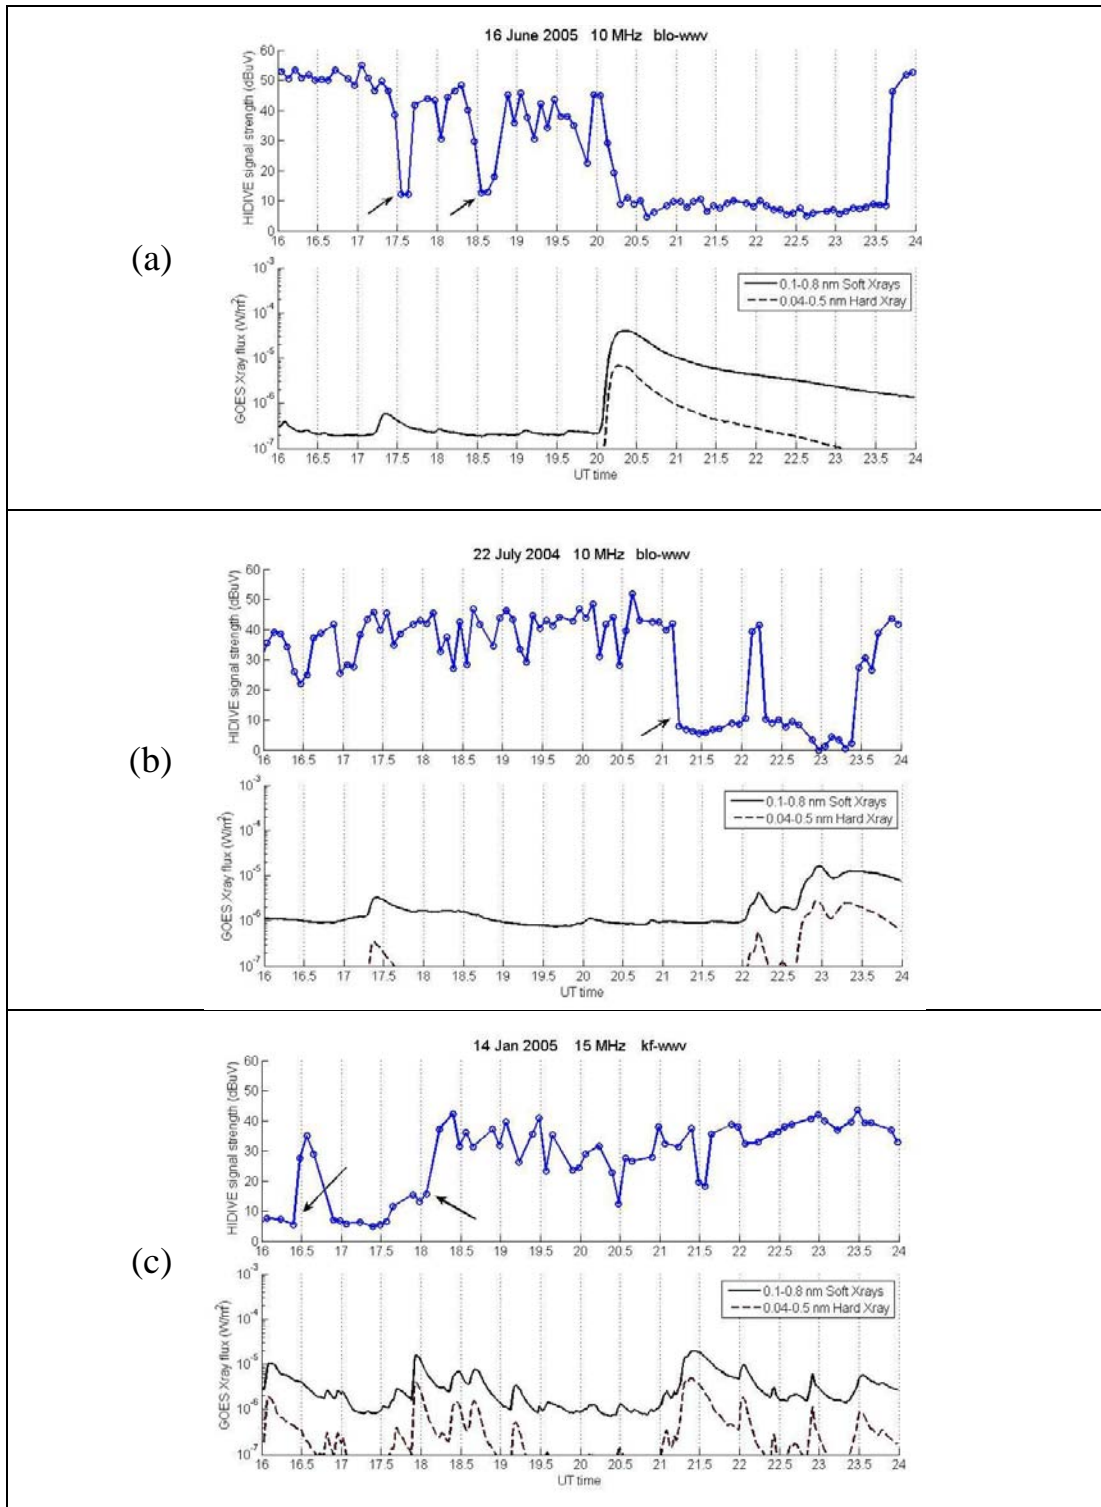 16 June 2005 10 MHz blo-wwv
HIDIVE signal strength (dBuV)
60
50
40
30
20
10
0
16 16.5 17 17.5 18 18.5 19 19.5 20 20.5 21 21.5 22 22.5 23 23.5 24
(a)
GOES Xray flux (W/m²)
10⁻³
10⁻⁴
10⁻⁵
10⁻⁶
10⁻⁷
0.1-0.8 nm Soft Xrays
0.04-0.5 nm Hard Xray
16 16.5 17 17.5 18 18.5 19 19.5 20 20.5 21 21.5 22 22.5 23 23.5 24
UT time
22 July 2004 10 MHz blo-wwv
HIDIVE signal strength (dBuV)
60
50
40
30
20
10
0
16 16.5 17 17.5 18 18.5 19 19.5 20 20.5 21 21.5 22 22.5 23 23.5 24
(b)
GOES Xray flux (W/m²)
10⁻³
10⁻⁴
10⁻⁵
10⁻⁶
10⁻⁷
0.1-0.8 nm Soft Xrays
0.04-0.5 nm Hard Xray
16 16.5 17 17.5 18 18.5 19 19.5 20 20.5 21 21.5 22 22.5 23 23.5 24
UT time
14 Jan 2005 15 MHz kf-wwv
HIDIVE signal strength (dBuV)
60
50
40
30
20
10
0
16 16.5 17 17.5 18 18.5 19 19.5 20 20.5 21 21.5 22 22.5 23 23.5 24
(c)
GOES Xray flux (W/m²)
10⁻³
10⁻⁴
10⁻⁵
10⁻⁶
10⁻⁷
0.1-0.8 nm Soft Xrays
0.04-0.5 nm Hard Xray
16 16.5 17 17.5 18 18.5 19 19.5 20 20.5 21 21.5 22 22.5 23 23.5 24
UT time